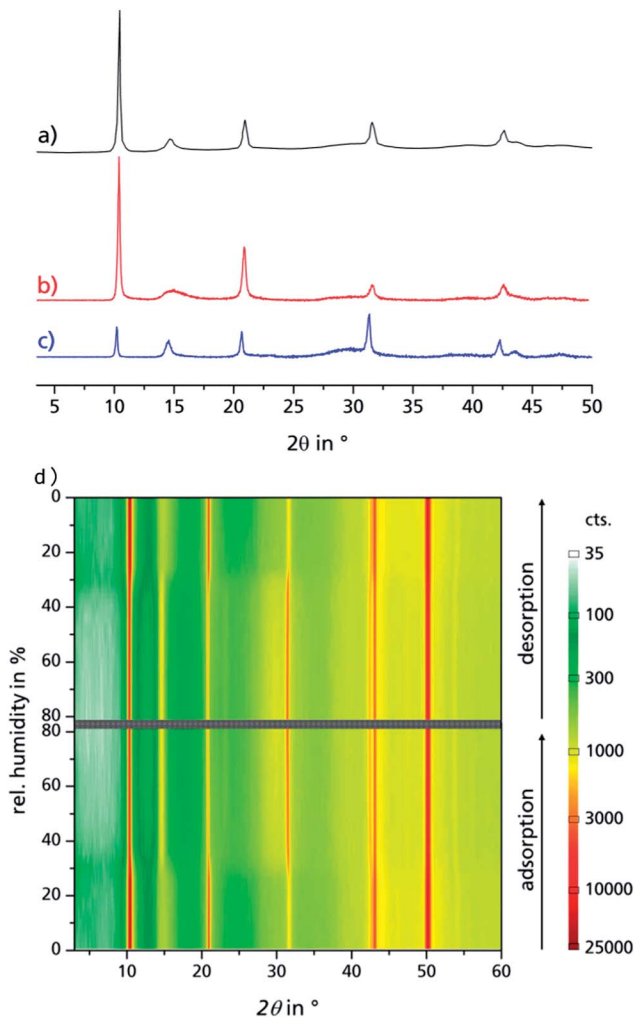 a)
b)
c)
5 10 15 20 25 30 35 40 45 50
2θ in °
d)
0
20
40
60
80
80
60
40
20
0
rel. humidity in %
10 20 30 40 50 60
2θ in °
desorption
adsorption
cts.
35
100
300
1000
3000
10000
25000